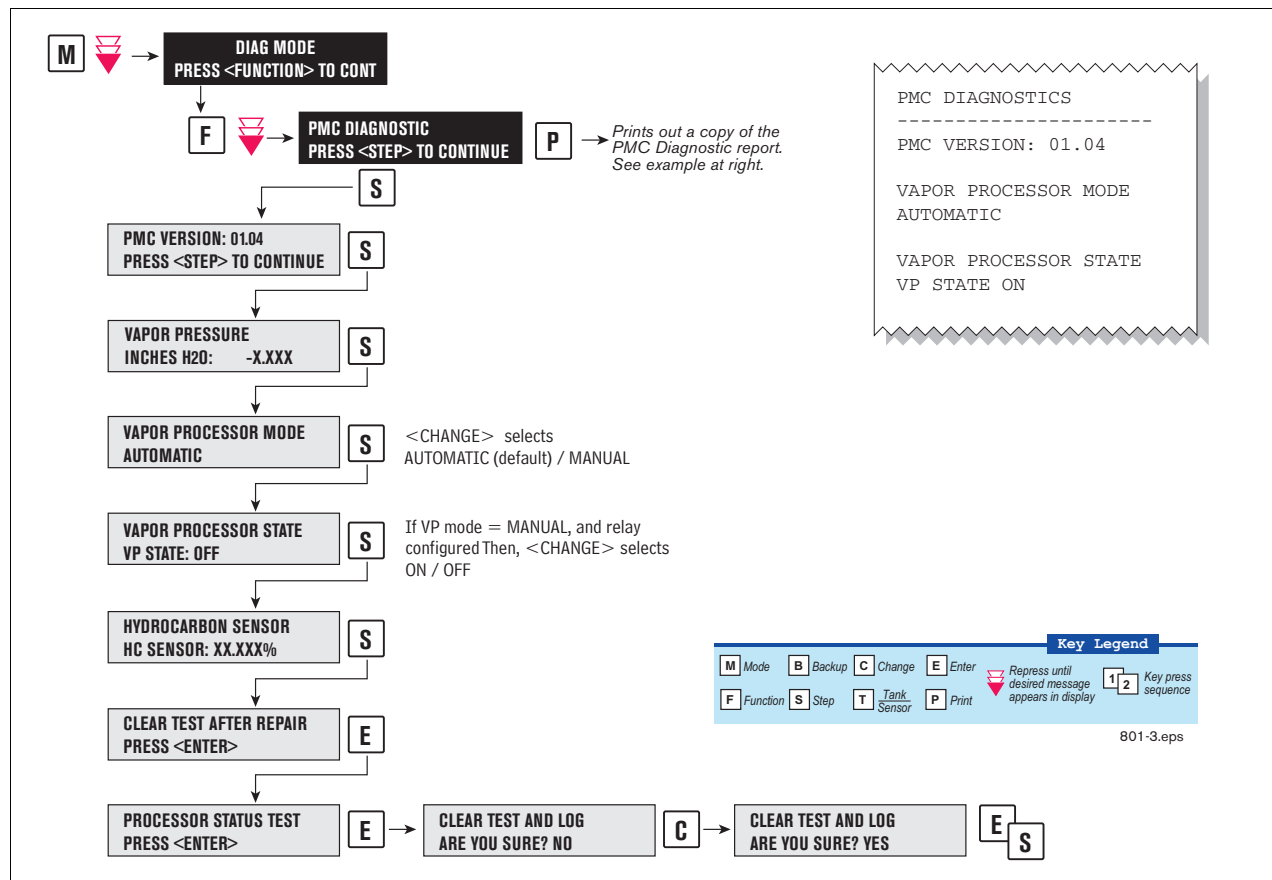 M
DIAG MODE
PRESS <FUNCTION> TO CONT
F
PMC DIAGNOSTIC
PRESS <STEP> TO CONTINUE
P
Prints out a copy of the
PMC Diagnostic report.
See example at right.
S
PMC VERSION: 01.04
PRESS <STEP> TO CONTINUE
S
VAPOR PRESSURE
INCHES H2O: -X.XXX
S
VAPOR PROCESSOR MODE
AUTOMATIC
S
<CHANGE> selects
AUTOMATIC (default) / MANUAL
VAPOR PROCESSOR STATE
VP STATE: OFF
S
If VP mode = MANUAL, and relay
configured Then, <CHANGE> selects
ON / OFF
HYDROCARBON SENSOR
HC SENSOR: XX.XXX%
S
CLEAR TEST AFTER REPAIR
PRESS <ENTER>
E
PROCESSOR STATUS TEST
PRESS <ENTER>
E
CLEAR TEST AND LOG
ARE YOU SURE? NO
C
CLEAR TEST AND LOG
ARE YOU SURE? YES
E
S
PMC DIAGNOSTICS
----------------------
PMC VERSION: 01.04
VAPOR PROCESSOR MODE
AUTOMATIC
VAPOR PROCESSOR STATE
VP STATE ON
Key Legend
M Mode
B Backup
C Change
E Enter
Repress until
desired message
appears in display
1 2
Key press
sequence
F Function
S Step
T Tank
Sensor
P Print
801-3.eps